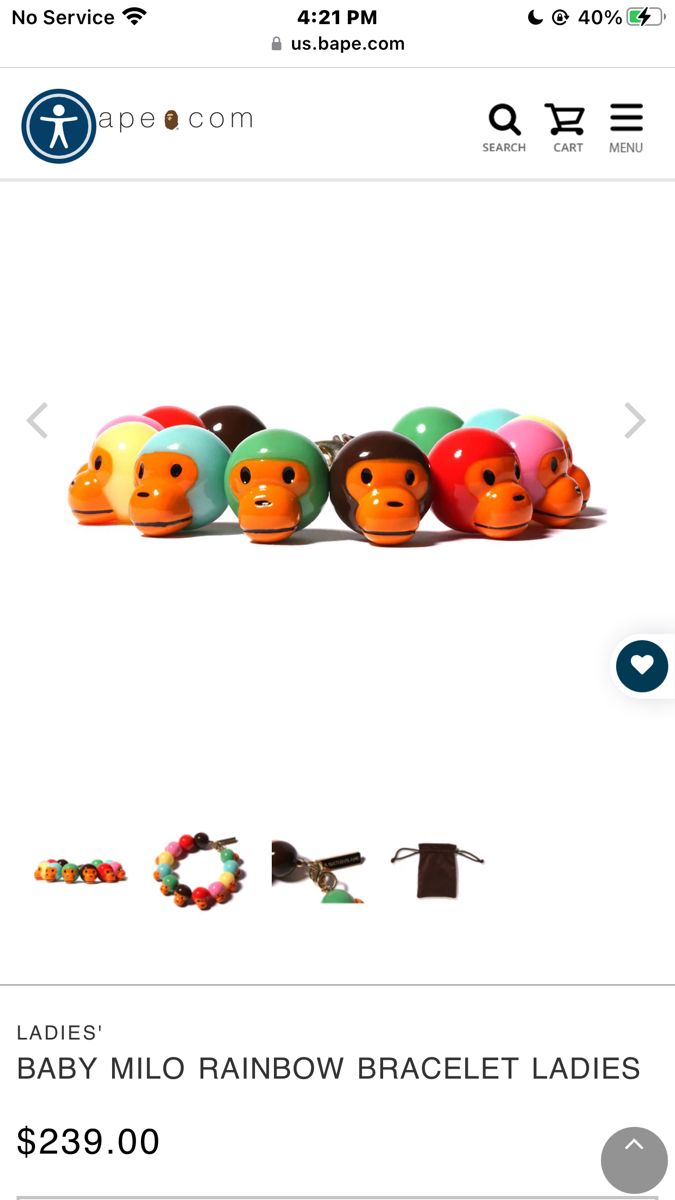 No Service 4:21 PM 40%
us.bape.com
ape com
SEARCH CART MENU
LADIES'
BABY MILO RAINBOW BRACELET LADIES
$239.00